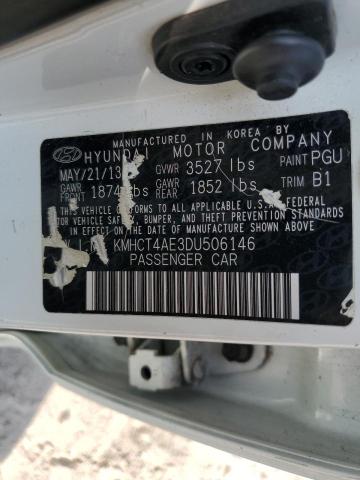 MANUFACTURED IN KOREA BY
HYUNDAI MOTOR COMPANY
MAY/21/13 GVWR 3527 lbs PAINT PGU
GAWR FRONT 1874 lbs GAWR REAR 1852 lbs TRIM B1
THIS VEHICLE CONFORMS TO ALL APPLICABLE U.S. FEDERAL
MOTOR VEHICLE SAFETY, BUMPER, AND THEFT PREVENTION
STANDARDS IN EFFECT ON THE DATE OF MANUFACTURE
SHOWN ABOVE.
KMHCT4AE3DU506146
PASSENGER CAR